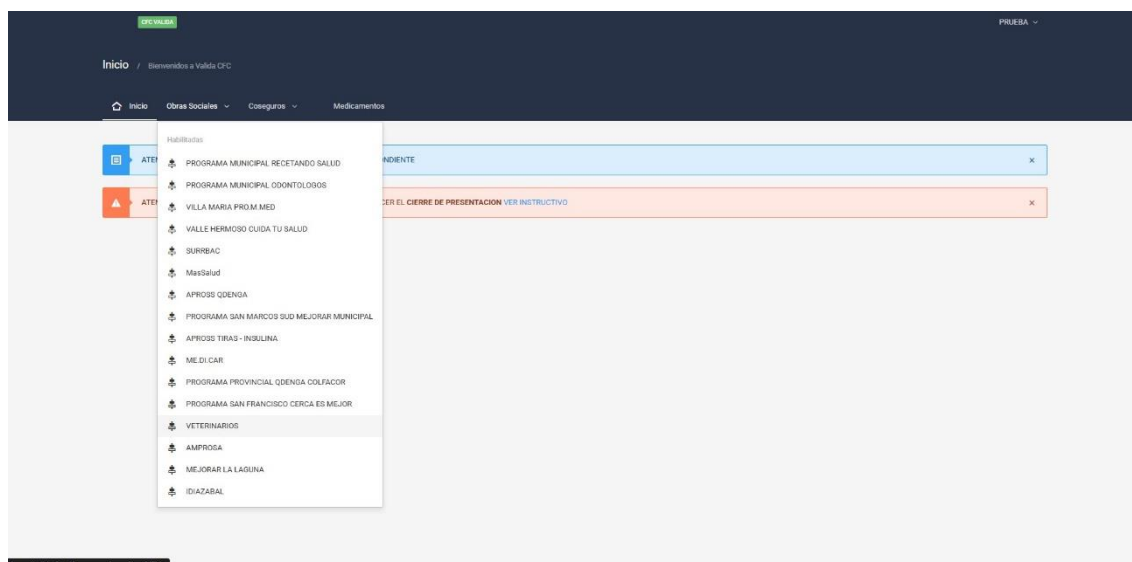 CFC VALIDA
PRUEBA
Inicio / Bienvenidos a Valida CFC
Inicio Obras Sociales Coseguros Medicamentos
Habilitadas
ATEN NDIENTE
PROGRAMA MUNICIPAL RECETANDO SALUD
PROGRAMA MUNICIPAL ODONTOLOGOS
ATEN CER EL CIERRE DE PRESENTACION VER INSTRUCTIVO
VILLA MARIA PRO.M.MED
VALLE HERMOSO CUIDA TU SALUD
SURRBAC
MasSalud
APROSS QDENGA
PROGRAMA SAN MARCOS SUD MEJORAR MUNICIPAL
APROSS TIRAS - INSULINA
ME.DI.CAR
PROGRAMA PROVINCIAL QDENGA COLFACOR
PROGRAMA SAN FRANCISCO CERCA ES MEJOR
VETERINARIOS
AMPROSA
MEJORAR LA LAGUNA
IDIAZABAL